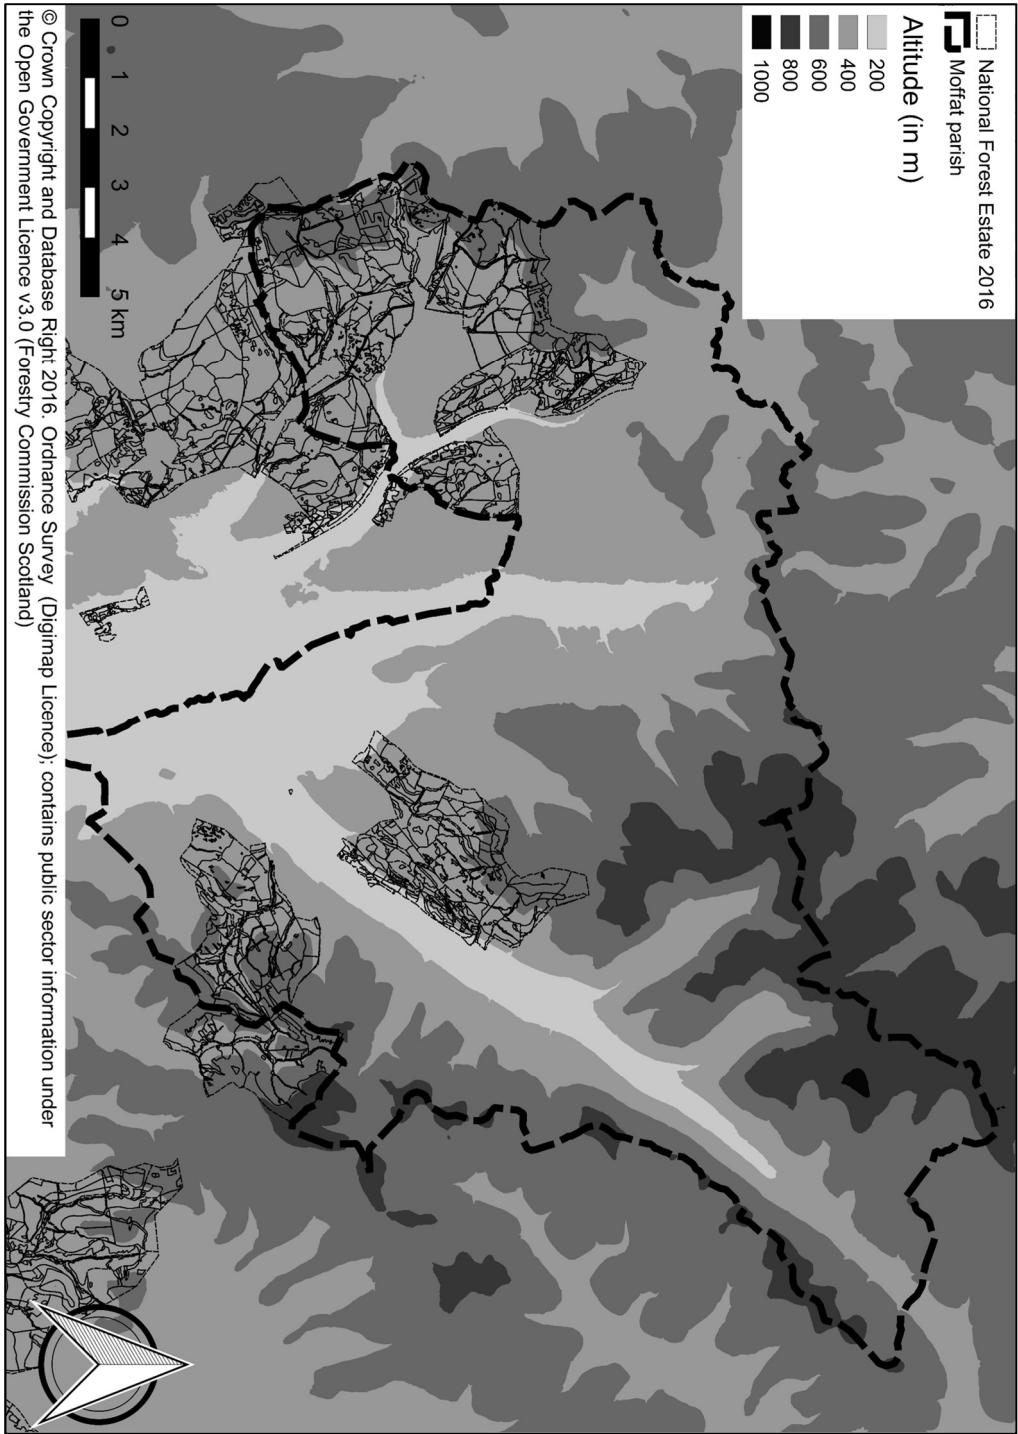 National Forest Estate 2016
Moffat parish
Altitude (in m)
200
400
600
800
1000
0 1 2 3 4 5 km
© Crown Copyright and Database Right 2016. Ordnance Survey (Digimap Licence); contains public sector information under
the Open Government Licence v3.0 (Forestry Commission Scotland)